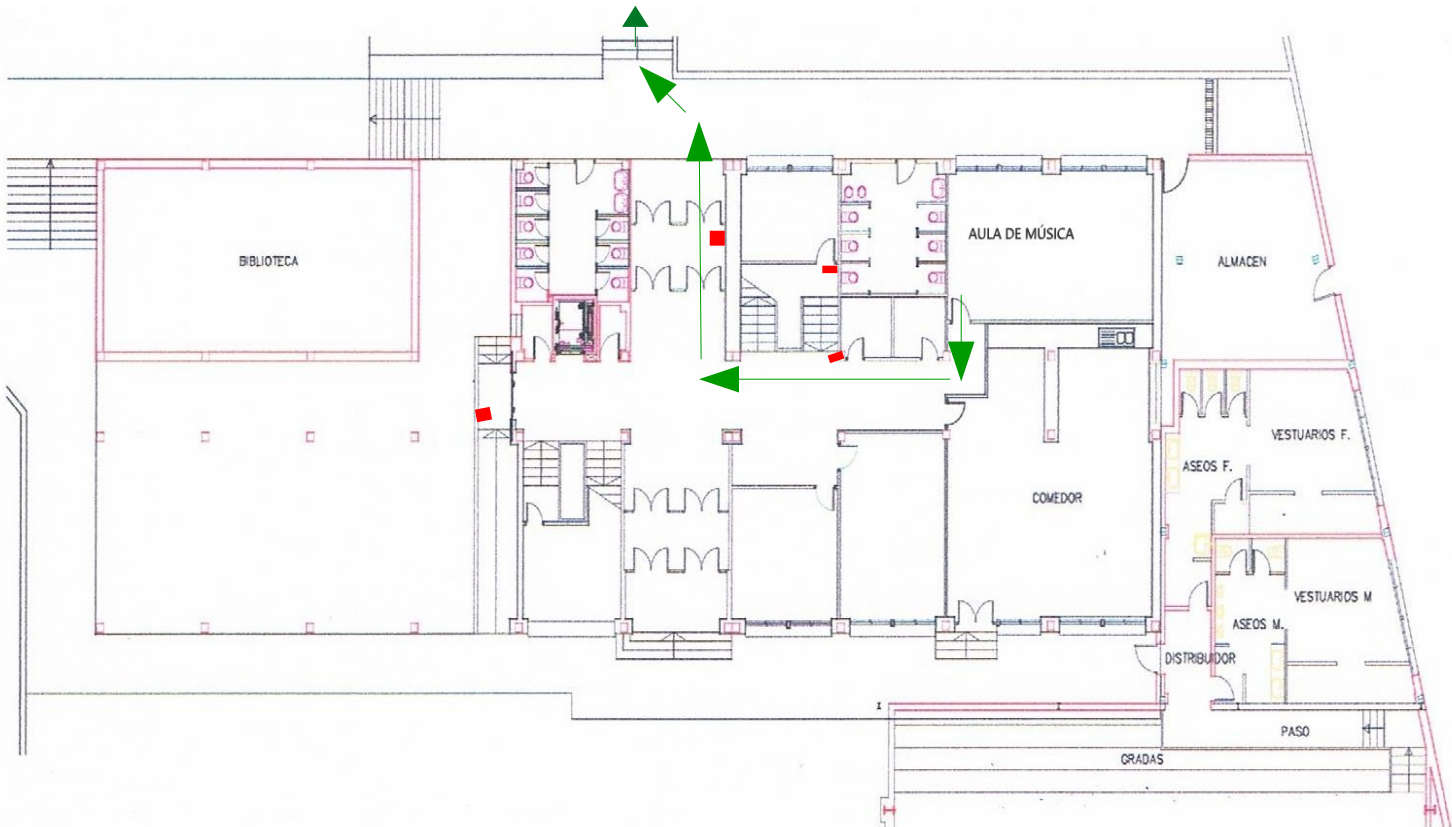 AULA DE MÚSICA
BIBLIOTECA
ALMACEN
VESTUARIOS F.
ASEOS F.
COMEDOR
VESTUARIOS M
ASEOS M.
DISTRIBUIDOR
PASO
GRADAS